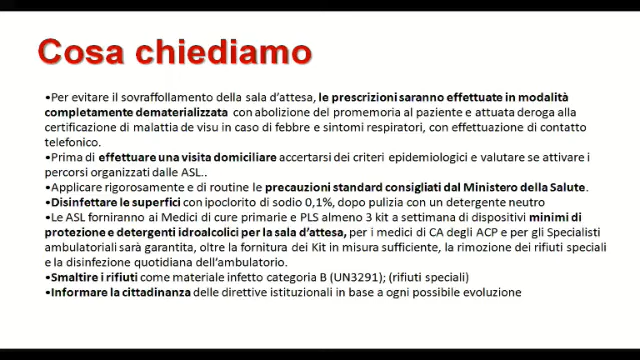 Cosa chiediamo
•Per evitare il sovraffollamento della sala d'attesa, le prescrizioni saranno effettuate in modalità
completamente dematerializzata con abolizione del promemoria al paziente e attuata deroga alla
certificazione di malattia de visu in caso di febbre e sintomi respiratori, con effettuazione di contatto
telefonico.
•Prima di effettuare una visita domiciliare accertarsi dei criteri epidemiologici e valutare se attivare i
percorsi organizzati dalle ASL..
•Applicare rigorosamente e di routine le precauzioni standard consigliati dal Ministero della Salute.
•Disinfettare le superfici con ipoclorito di sodio 0,1%, dopo pulizia con un detergente neutro
•Le ASL forniranno ai Medici di cure primarie e PLS almeno 3 kit a settimana di dispositivi minimi di
protezione e detergenti idroalcolici per la sala d'attesa, per i medici di CA degli ACP e per gli Specialisti
ambulatoriali sarà garantita, oltre la fornitura dei Kit in misura sufficiente, la rimozione dei rifiuti speciali
e la disinfezione quotidiana dell'ambulatorio.
•Smaltire i rifiuti come materiale infetto categoria B (UN3291); (rifiuti speciali)
•Informare la cittadinanza delle direttive istituzionali in base a ogni possibile evoluzione